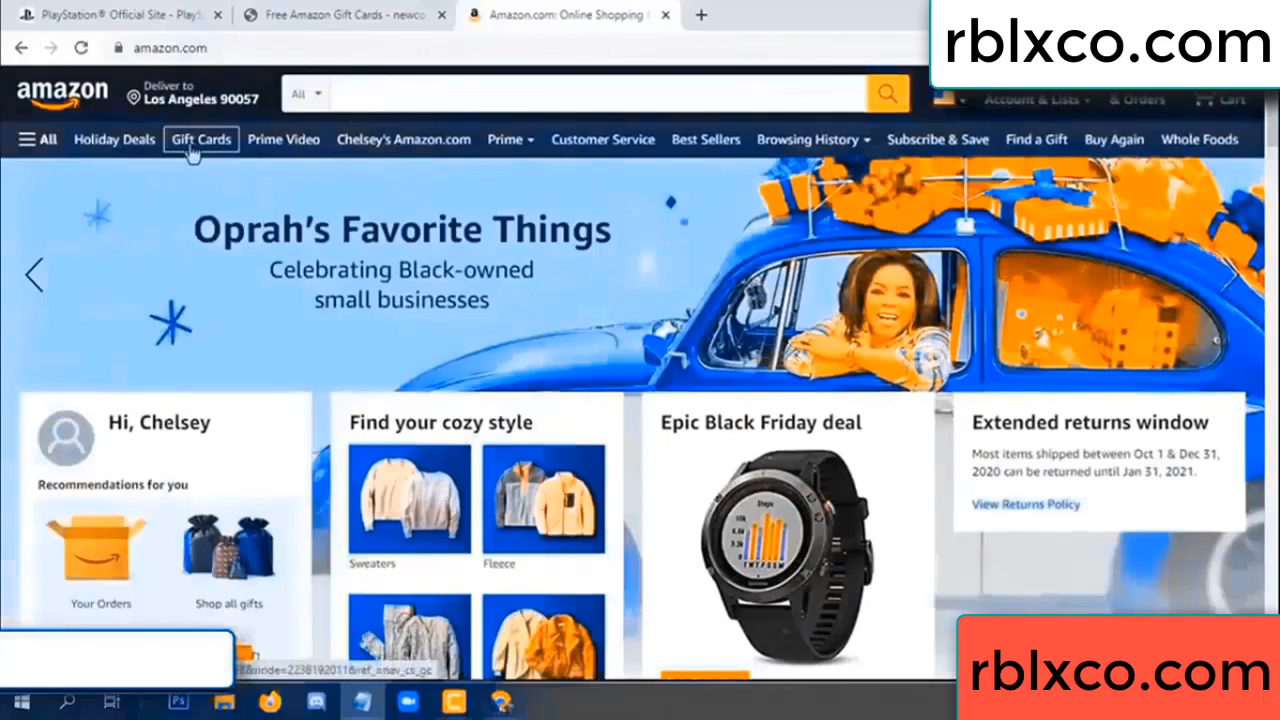 PlayStation® Official Site - PlayS
Free Amazon Gift Cards - newco
Amazon.com: Online Shopping f
rblxco.com
amazon.com
amazon
Deliver to
Los Angeles 90057
All
Account & Lists
& Orders
Cart
All
Holiday Deals
Gift Cards
Prime Video
Chelsey's Amazon.com
Prime
Customer Service
Best Sellers
Browsing History
Subscribe & Save
Find a Gift
Buy Again
Whole Foods
Oprah's Favorite Things
Celebrating Black-owned
small businesses
Hi, Chelsey
Recommendations for you
Your Orders
Shop all gifts
Find your cozy style
Sweaters
Fleece
Epic Black Friday deal
Steps
Extended returns window
Most items shipped between Oct 1 & Dec 31,
2020 can be returned until Jan 31, 2021.
View Returns Policy
Ps
rblxco.com